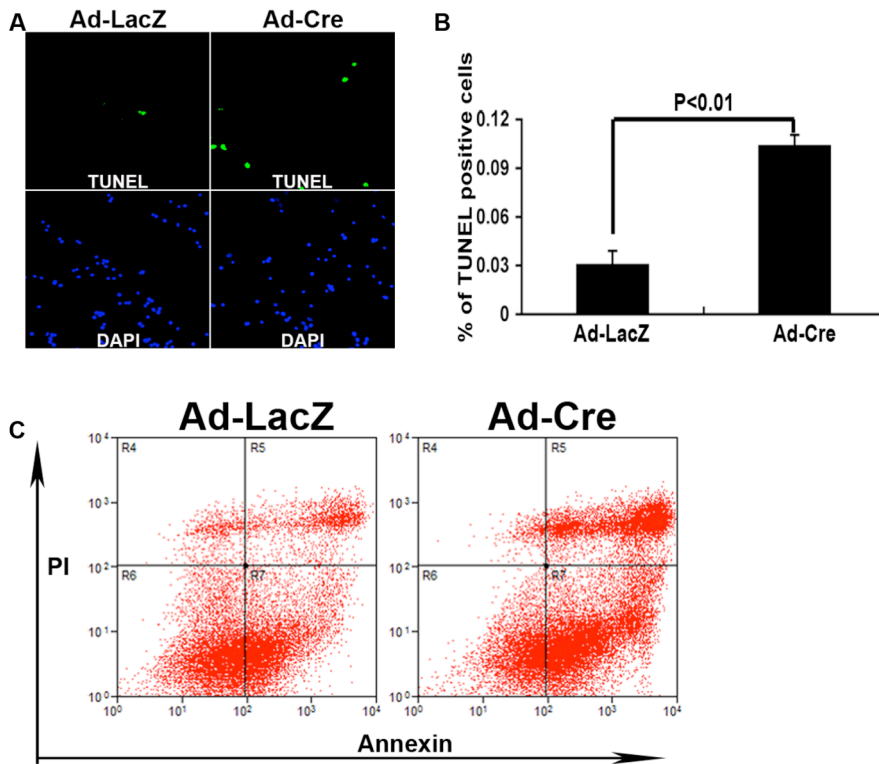 A
Ad-LacZ
Ad-Cre
TUNEL
TUNEL
DAPI
DAPI
B
P<0.01
% of TUNEL positive cells
0.12
0.09
0.06
0.03
0
Ad-LacZ
Ad-Cre
C
Ad-LacZ
Ad-Cre
PI
10⁴
10³
10²
10¹
10⁰
R4
R5
R6
R7
10⁰
10¹
10²
10³
10⁴
10⁴
10³
10²
10¹
10⁰
R4
R5
R6
R7
10⁰
10¹
10²
10³
10⁴
Annexin